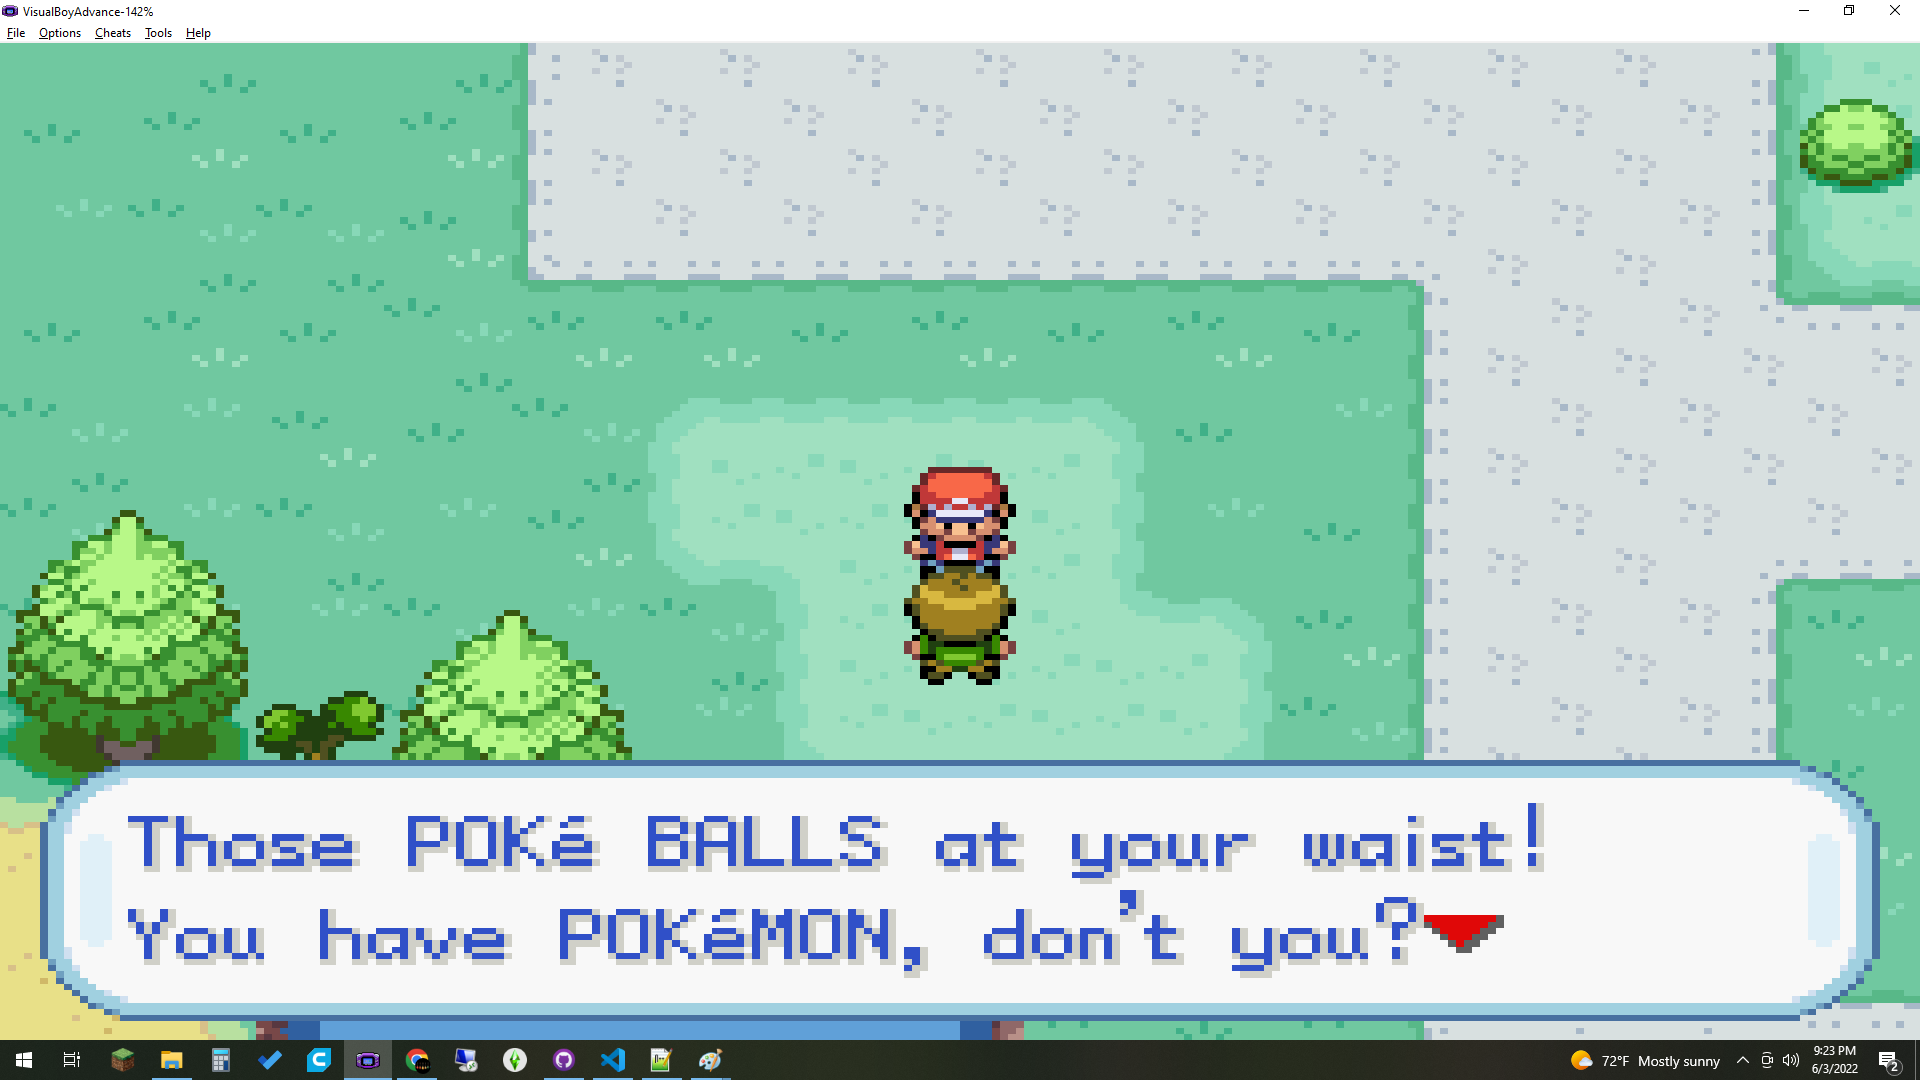 VisualBoyAdvance-142%
File Options Cheats Tools Help
Those POKé BALLS at your waist!
You have POKéMON, don't you?
72°F Mostly sunny
9:23 PM
6/3/2022
2